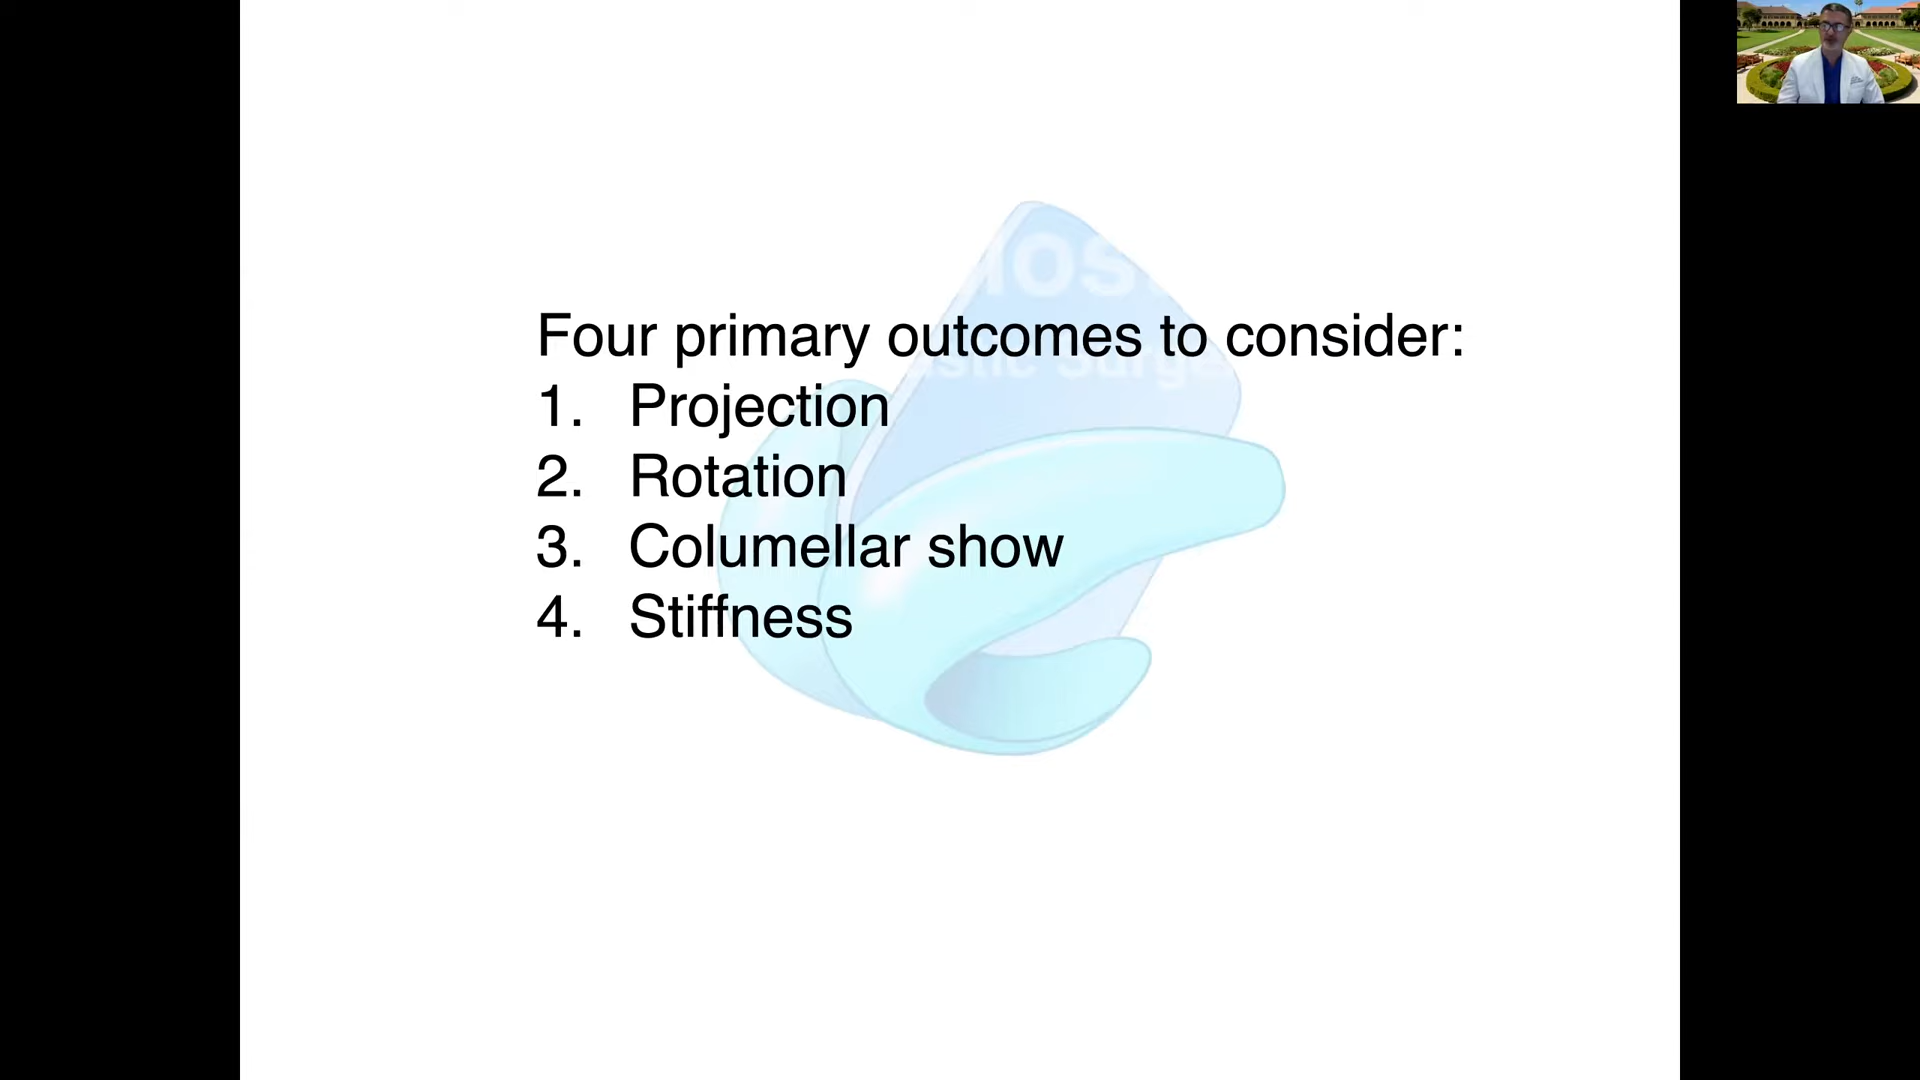 Four primary outcomes to consider:
1. Projection
2. Rotation
3. Columellar show
4. Stiffness